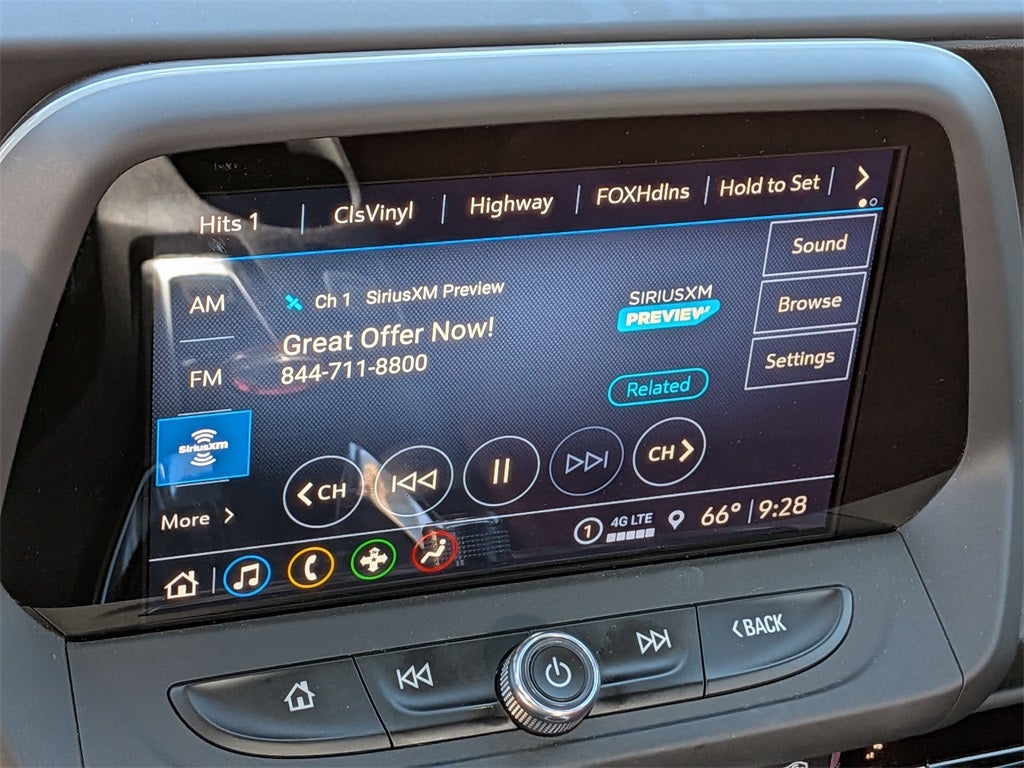 Hits 1 ClsVinyl Highway FOXHdlns Hold to Set
Sound
AM Ch 1 SiriusXM Preview SIRIUSXM
PREVIEW Browse
Great Offer Now!
FM 844-711-8800 Related Settings
SiriusXM
CH CH
More
1 4G LTE 66° 9:28
BACK